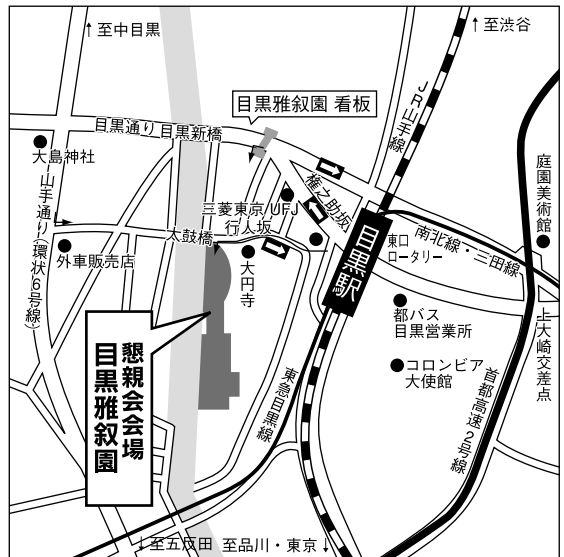 ↑至中目黒
↑至渋谷
目黒雅叙園 看板
JR山手線
目黒通り
目黒新橋
大鳥神社
権之助坂
庭園美術館
三菱東京UFJ
行人坂
太鼓橋
山手通り(環状6号線)
外車販売店
大円寺
目黒駅
東口
ロータリー
南北線・三田線
都バス
目黒営業所
上大崎交差点
コロンビア
大使館
懇親会会場
目黒雅叙園
東急目黒線
首都高速2号線
↓至五反田
至品川・東京↓